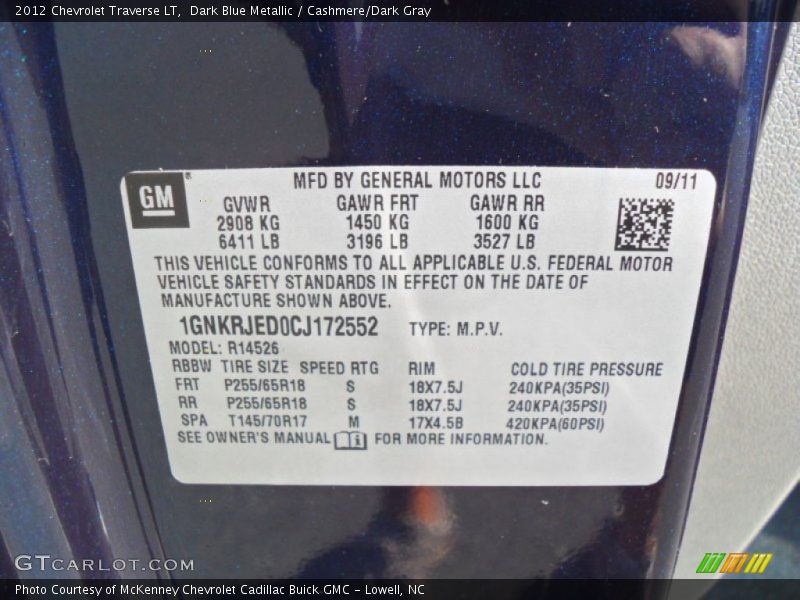 2012 Chevrolet Traverse LT, Dark Blue Metallic / Cashmere/Dark Gray
GM ® MFD BY GENERAL MOTORS LLC 09/11
GVWR GAWR FRT GAWR RR
2908 KG 1450 KG 1600 KG
6411 LB 3196 LB 3527 LB
THIS VEHICLE CONFORMS TO ALL APPLICABLE U.S. FEDERAL MOTOR
VEHICLE SAFETY STANDARDS IN EFFECT ON THE DATE OF
MANUFACTURE SHOWN ABOVE.
1GNKRJED0CJ172552 TYPE: M.P.V.
MODEL: R14526
RBBW TIRE SIZE SPEED RTG RIM COLD TIRE PRESSURE
FRT P255/65R18 S 18X7.5J 240KPA(35PSI)
RR P255/65R18 S 18X7.5J 240KPA(35PSI)
SPA T145/70R17 M 17X4.5B 420KPA(60PSI)
SEE OWNER'S MANUAL i FOR MORE INFORMATION.
GTCARLOT.COM
Photo Courtesy of McKenney Chevrolet Cadillac Buick GMC – Lowell, NC